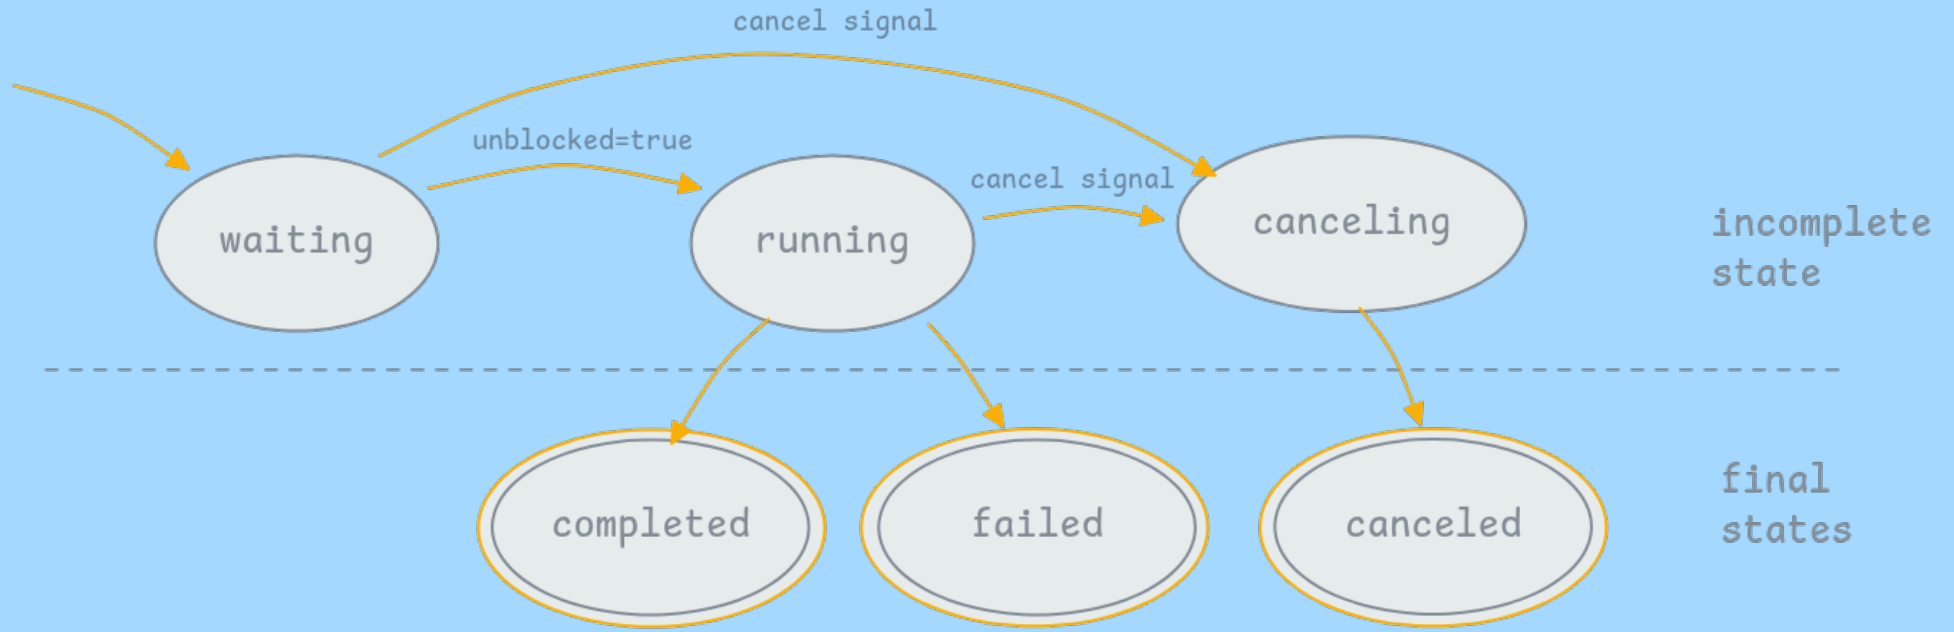 cancel signal
unblocked=true
cancel signal
waiting
running
canceling
incomplete
state
completed
failed
canceled
final
states